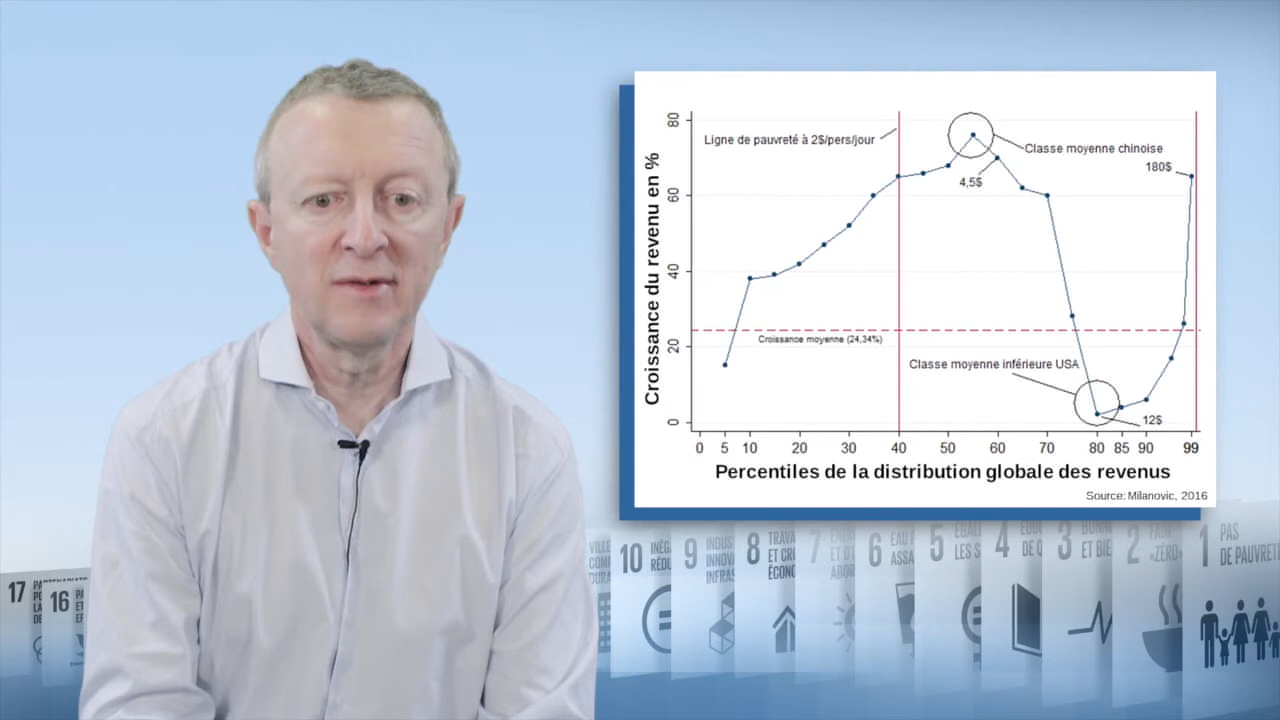 80
60
40
20
0
Croissance du revenu en %
Ligne de pauvreté à 2$/pers/jour
Classe moyenne chinoise
180$
4,5$
Croissance moyenne (24,34%)
Classe moyenne inférieure USA
12$
0 5 10 20 30 40 50 60 70 80 85 90 99
Percentiles de la distribution globale des revenus
Source: Milanovic, 2016
17
16
10
9
8
7
6
5
4
3
2
1 PAS
DE PAUVRETÉ
ET
EAU
«ZÉRO»